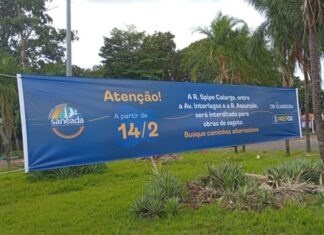 saneada
Atenção!
A partir de
14/2
A R. Spipe Calarge, entre
a Av. Interlagos e a R. Assunção,
será interditada para
obras de esgoto.
Busque caminhos alternativos